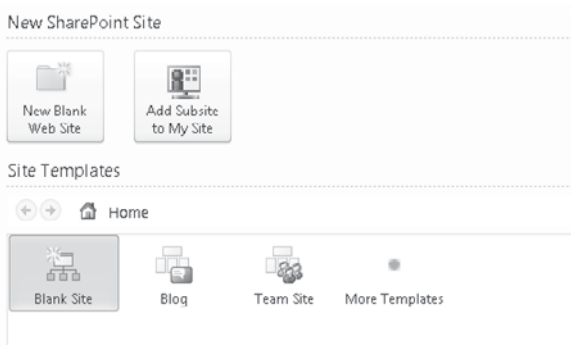 New SharePoint Site
New Blank
Web Site
Add Subsite
to My Site
Site Templates
Home
Blank Site
Blog
Team Site
More Templates